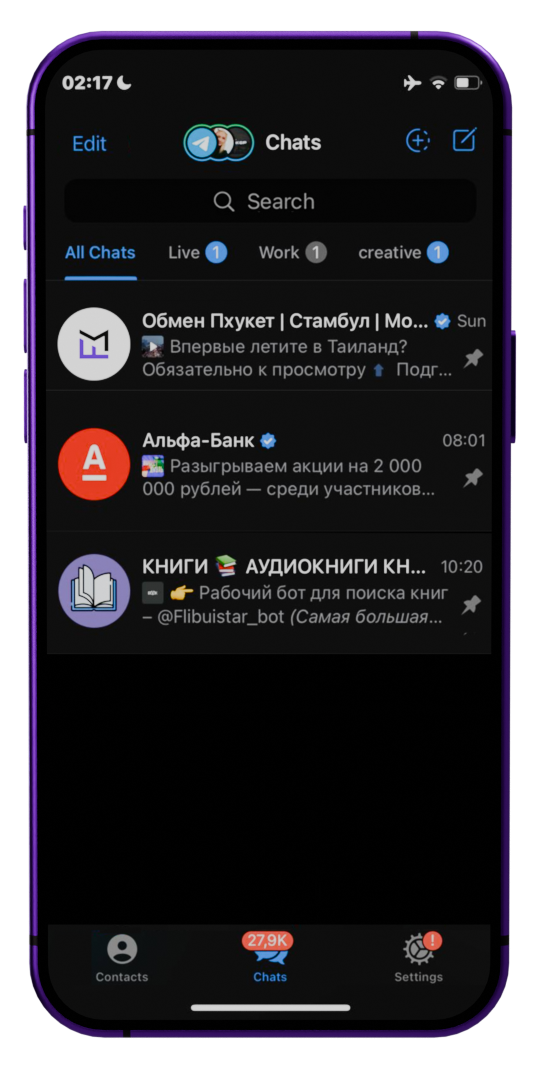 02:17
Edit
Chats
Search
All Chats
Live 1
Work 1
creative 1
Обмен Пхукет | Стамбул | Мо... Sun
Впервые летите в Таиланд?
Обязательно к просмотру ⬆ Подг...
Альфа-Банк 08:01
Разыгрываем акции на 2 000
000 рублей — среди участников...
КНИГИ 📚 АУДИОКНИГИ КН... 10:20
👉 Рабочий бот для поиска книг
– @Flibuistar_bot (Самая большая...
27,9K
!
Contacts
Chats
Settings